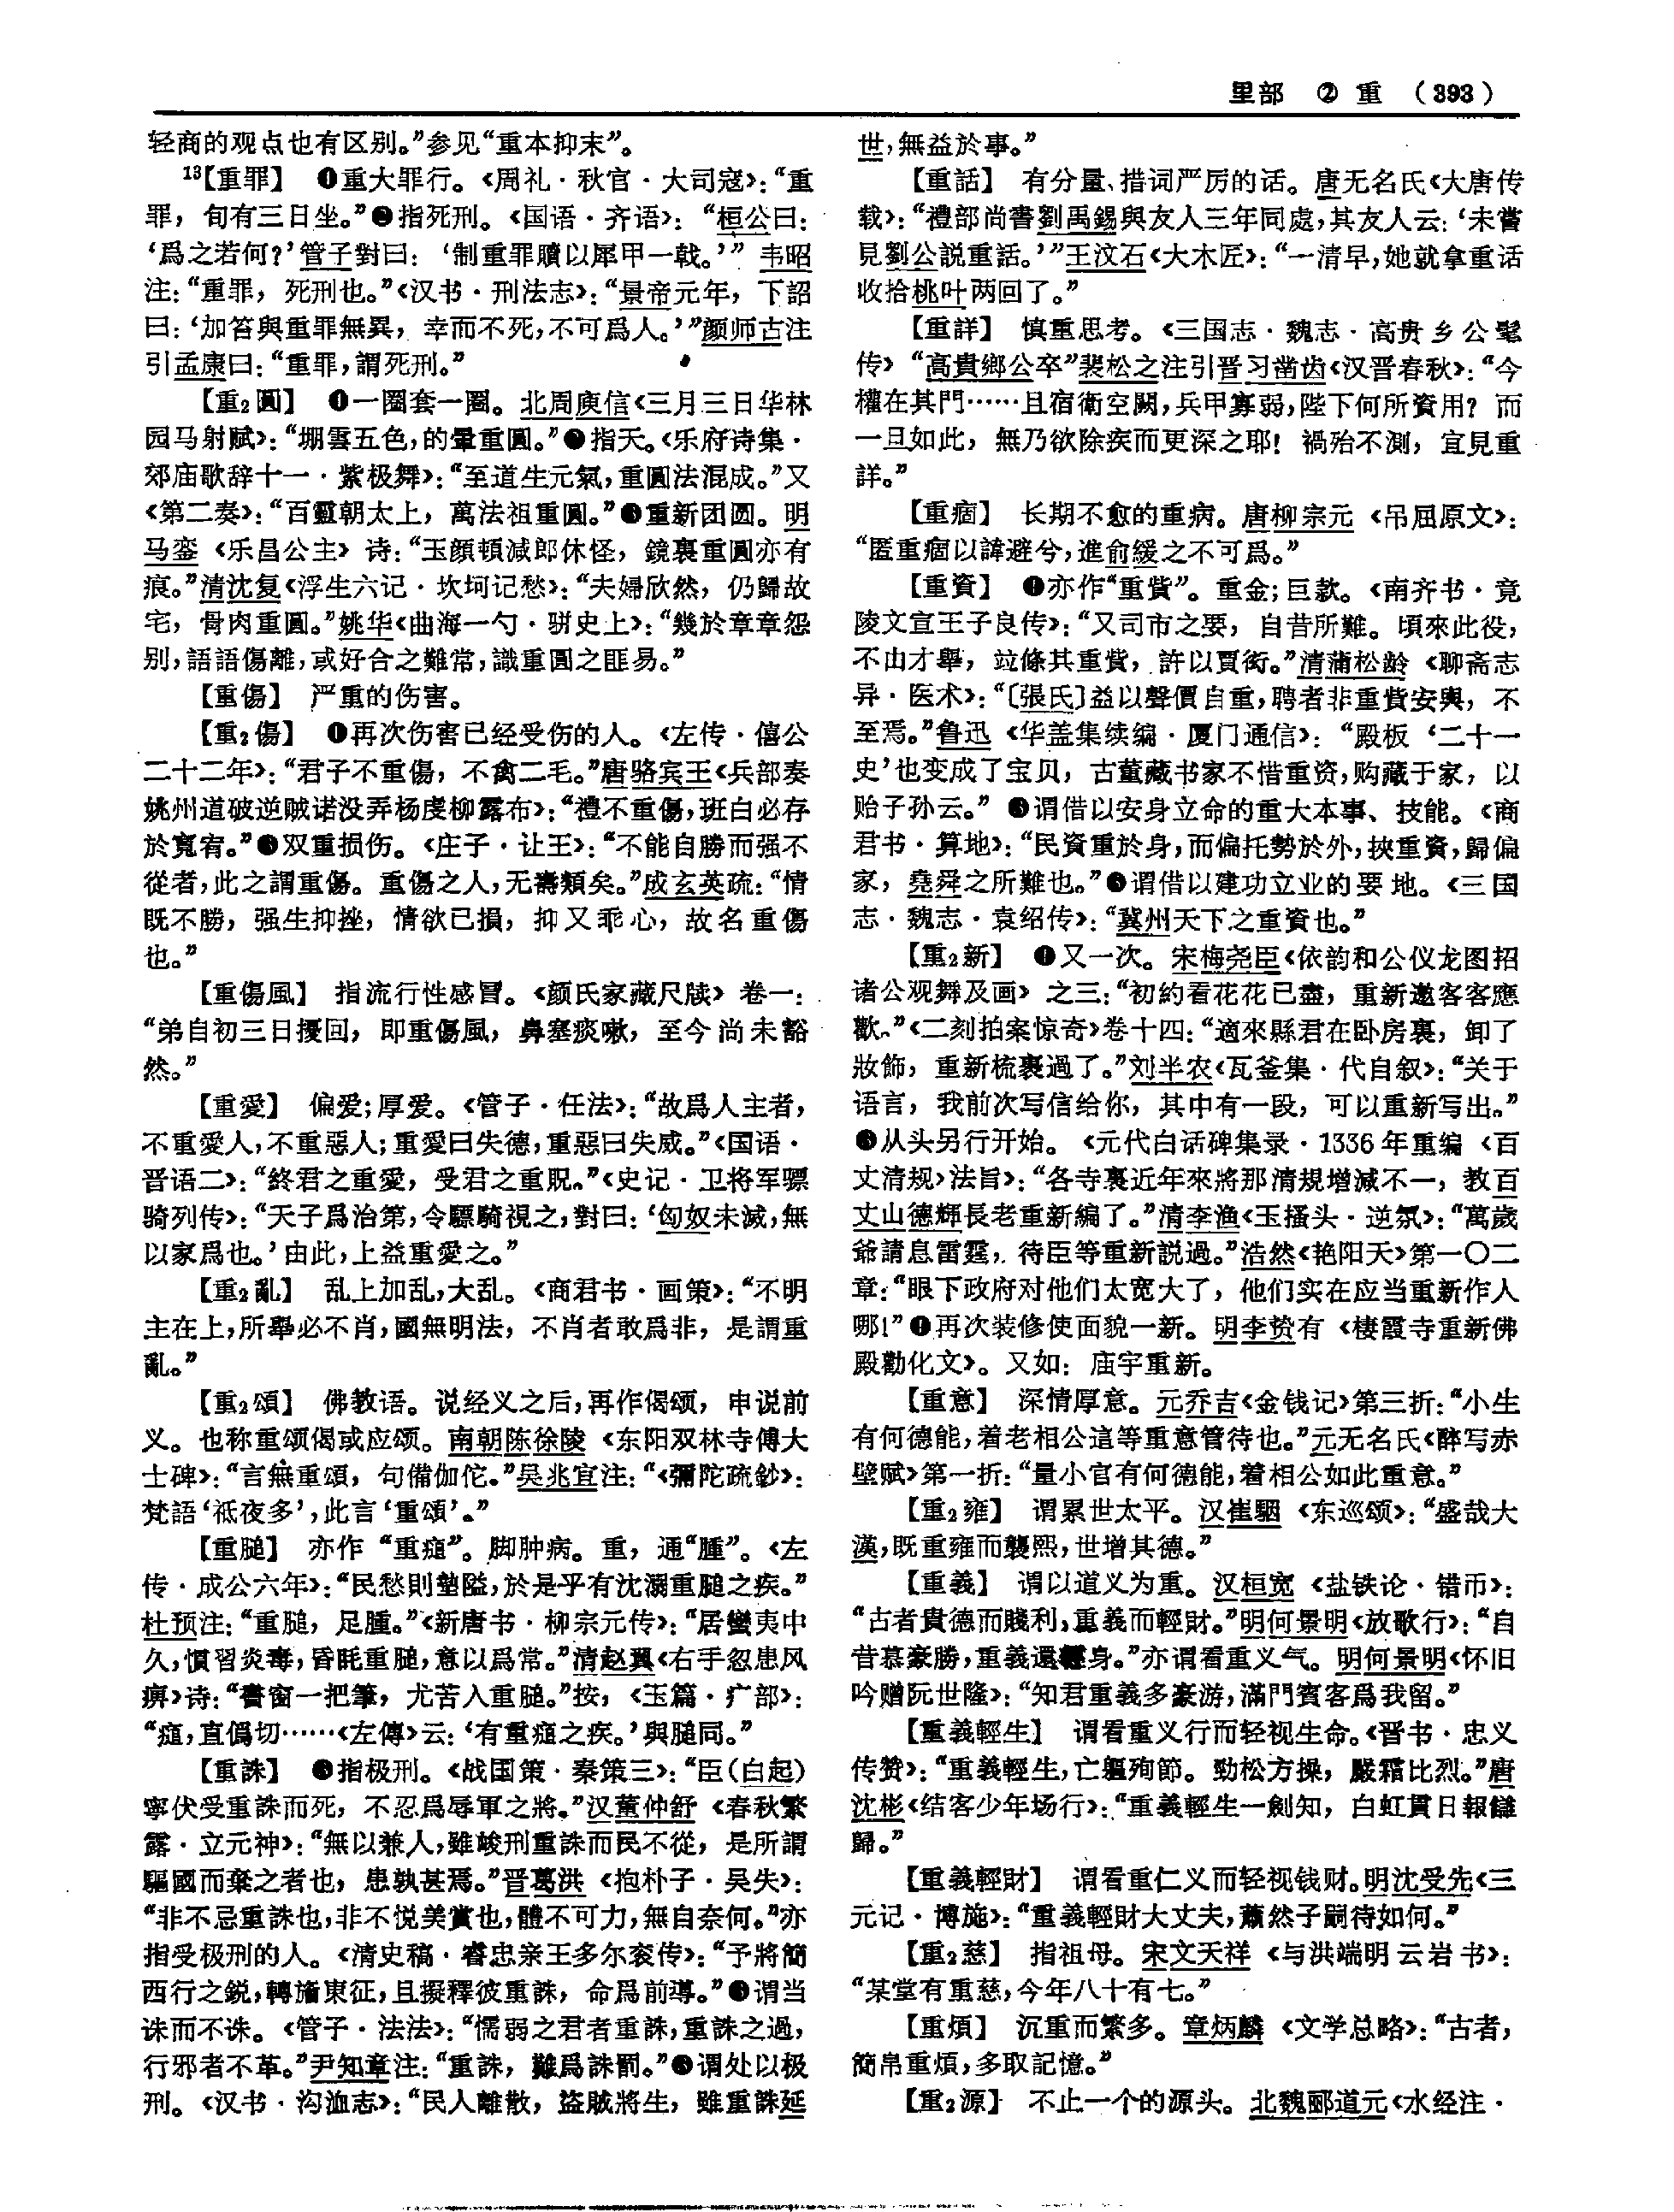 里部 ② 重 （393）
轻商的观点也有区别。”参见“重本抑末”。
¹³【重罪】 ❶重大罪行。《周礼·秋官·大司寇》：“重
罪，旬有三日坐。”❷指死刑。《国语·齐语》：“桓公曰：
‘爲之若何？’管子對曰：‘制重罪贖以犀甲一戟。’”韦昭
注：“重罪，死刑也。”《汉书·刑法志》：“景帝元年，下詔
曰：‘加笞與重罪無異，幸而不死，不可爲人。’”颜师古注
引孟康曰：“重罪，謂死刑。”
【重₂圓】 ❶一圈套一圈。北周庾信《三月三日华林
园马射赋》：“堋雲五色，的暈重圓。”❷指天。《乐府诗集·
郊庙歌辞十一·紫极舞》：“至道生元氣，重圓法混成。”又
《第二奏》：“百靈朝太上，萬法祖重圓。”❸重新团圆。明
马銮《乐昌公主》诗：“玉顔頓減郎休怪，鏡裏重圓亦有
痕。”清沈复《浮生六记·坎坷记愁》：“夫婦欣然，仍歸故
宅，骨肉重圓。”姚华《曲海一勺·骈史上》：“幾於章章怨
别，語語傷離，或好合之難常，識重圓之匪易。”
【重傷】 严重的伤害。
【重₂傷】 ❶再次伤害已经受伤的人。《左传·僖公
二十二年》：“君子不重傷，不禽二毛。”唐骆宾王《兵部奏
姚州道破逆贼诺没弄杨虔柳露布》：“禮不重傷，班白必存
於寬宥。”❷双重损伤。《庄子·让王》：“不能自勝而强不
從者，此之謂重傷。重傷之人，无壽類矣。”成玄英疏：“情
既不勝，强生抑挫，情欲已損，抑又乖心，故名重傷
也。”
【重傷風】 指流行性感冒。《颜氏家藏尺牍》卷一：
“弟自初三日擾回，即重傷風，鼻塞痰嗽，至今尚未豁
然。”
【重愛】 偏爱；厚爱。《管子·任法》：“故爲人主者，
不重愛人，不重惡人；重愛曰失德，重惡曰失威。”《国语·
晋语二》：“終君之重愛，受君之重貺。”《史记·卫将军骠
骑列传》：“天子爲治第，令驃騎視之，對曰：‘匈奴未滅，無
以家爲也。’由此，上益重愛之。”
【重₂亂】 乱上加乱，大乱。《商君书·画策》：“不明
主在上，所舉必不肖，國無明法，不肖者敢爲非，是謂重
亂。”
【重₂頌】 佛教语。说经义之后，再作偈颂，申说前
义。也称重颂偈或应颂。南朝陈徐陵《东阳双林寺傅大
士碑》：“言無重頌，句備伽佗。”吴兆宜注：“《彌陀疏鈔》：
梵語‘祇夜多’，此言‘重頌’。”
【重膇】 亦作“重㾽”。脚肿病。重，通“腫”。《左
传·成公六年》：“民愁則墊隘，於是乎有沈溺重膇之疾。”
杜预注：“重膇，足腫。”《新唐书·柳宗元传》：“居蠻夷中
久，慣習炎毒，昏眊重膇，意以爲常。”清赵翼《右手忽患风
痹》诗：“書窗一把筆，尤苦入重膇。”按，《玉篇·疒部》：
“㾽，直僞切……《左傳》云：‘有重㾽之疾。’與膇同。”
【重誅】 ❶指极刑。《战国策·秦策三》：“臣（白起）
寧伏受重誅而死，不忍爲辱軍之將。”汉董仲舒《春秋繁
露·立元神》：“無以兼人，雖峻刑重誅而民不從，是所謂
驅國而棄之者也，患孰甚焉。”晋葛洪《抱朴子·吴失》：
“非不忌重誅也，非不悦美賞也，體不可力，無自奈何。”亦
指受极刑的人。《清史稿·睿忠亲王多尔衮传》：“予將簡
西行之鋭，轉旝東征，且擬釋彼重誅，命爲前導。”❷谓当
诛而不诛。《管子·法法》：“懦弱之君者重誅，重誅之過，
行邪者不革。”尹知章注：“重誅，難爲誅罰。”❸谓处以极
刑。《汉书·沟洫志》：“民人離散，盜賊將生，雖重誅延
世，無益於事。”
【重話】 有分量、措词严厉的话。唐无名氏《大唐传
载》：“禮部尚書劉禹錫與友人三年同處，其友人云：‘未嘗
見劉公説重話。’”王汶石《大木匠》：“一清早，她就拿重话
收拾桃叶两回了。”
【重詳】 慎重思考。《三国志·魏志·高贵乡公髦
传》“高貴鄉公卒”裴松之注引晋习凿齿《汉晋春秋》：“今
權在其門……且宿衛空闕，兵甲寡弱，陛下何所資用？而
一旦如此，無乃欲除疾而更深之耶！禍殆不測，宜見重
詳。”
【重痼】 长期不愈的重病。唐柳宗元《吊屈原文》：
“匿重痼以諱避兮，進俞緩之不可爲。”
【重資】 ❶亦作“重貲”。重金；巨款。《南齐书·竟
陵文宣王子良传》：“又司市之要，自昔所難。頃來此役，
不由才舉，竝條其重貲，許以賈衒。”清蒲松龄《聊斋志
异·医术》：“〔張氏〕益以聲價自重，聘者非重貲安輿，不
至焉。”鲁迅《华盖集续编·厦门通信》：“殿板‘二十一
史’也变成了宝贝，古董藏书家不惜重资，购藏于家，以
贻子孙云。”❷谓借以安身立命的重大本事、技能。《商
君书·算地》：“民資重於身，而偏托勢於外，挾重資，歸偏
家，堯舜之所難也。”❸谓借以建功立业的要地。《三国
志·魏志·袁绍传》：“冀州天下之重資也。”
【重₂新】 ❶又一次。宋梅尧臣《依韵和公仪龙图招
诸公观舞及画》之三：“初約看花花已盡，重新邀客客應
歡。”《二刻拍案惊奇》卷十四：“適來縣君在卧房裏，卸了
妝飾，重新梳裹過了。”刘半农《瓦釜集·代自叙》：“关于
语言，我前次写信给你，其中有一段，可以重新写出。”
❷从头另行开始。《元代白话碑集录·1336年重编《百
丈清规》法旨》：“各寺裏近年來將那清規增減不一，教百
丈山德輝長老重新編了。”清李渔《玉搔头·逆氛》：“萬歲
爺請息雷霆，待臣等重新説過。”浩然《艳阳天》第一〇二
章：“眼下政府对他们太宽大了，他们实在应当重新作人
哪！”❸再次装修使面貌一新。明李贽有《棲霞寺重新佛
殿勸化文》。又如：庙宇重新。
【重意】 深情厚意。元乔吉《金钱记》第三折：“小生
有何德能，着老相公這等重意管待也。”元无名氏《醉写赤
壁赋》第一折：“量小官有何德能，着相公如此重意。”
【重₂雍】 谓累世太平。汉崔駰《东巡颂》：“盛哉大
漢，既重雍而襲熙，世增其德。”
【重義】 谓以道义为重。汉桓宽《盐铁论·错币》：
“古者貴德而賤利，重義而輕財。”明何景明《放歌行》：“自
昔慕豪勝，重義還輕身。”亦谓看重义气。明何景明《怀旧
吟赠阮世隆》：“知君重義多豪游，滿門賓客爲我留。”
【重義輕生】 谓看重义行而轻视生命。《晋书·忠义
传赞》：“重義輕生，亡軀殉節。勁松方操，嚴霜比烈。”唐
沈彬《结客少年场行》：“重義輕生一劍知，白虹貫日報讎
歸。”
【重義輕財】 谓看重仁义而轻视钱财。明沈受先《三
元记·博施》：“重義輕財大丈夫，蕭然子嗣待如何。”
【重₂慈】 指祖母。宋文天祥《与洪端明云岩书》：
“某堂有重慈，今年八十有七。”
【重煩】 沉重而繁多。章炳麟《文学总略》：“古者，
簡帛重煩，多取記憶。”
【重₂源】 不止一个的源头。北魏郦道元《水经注·